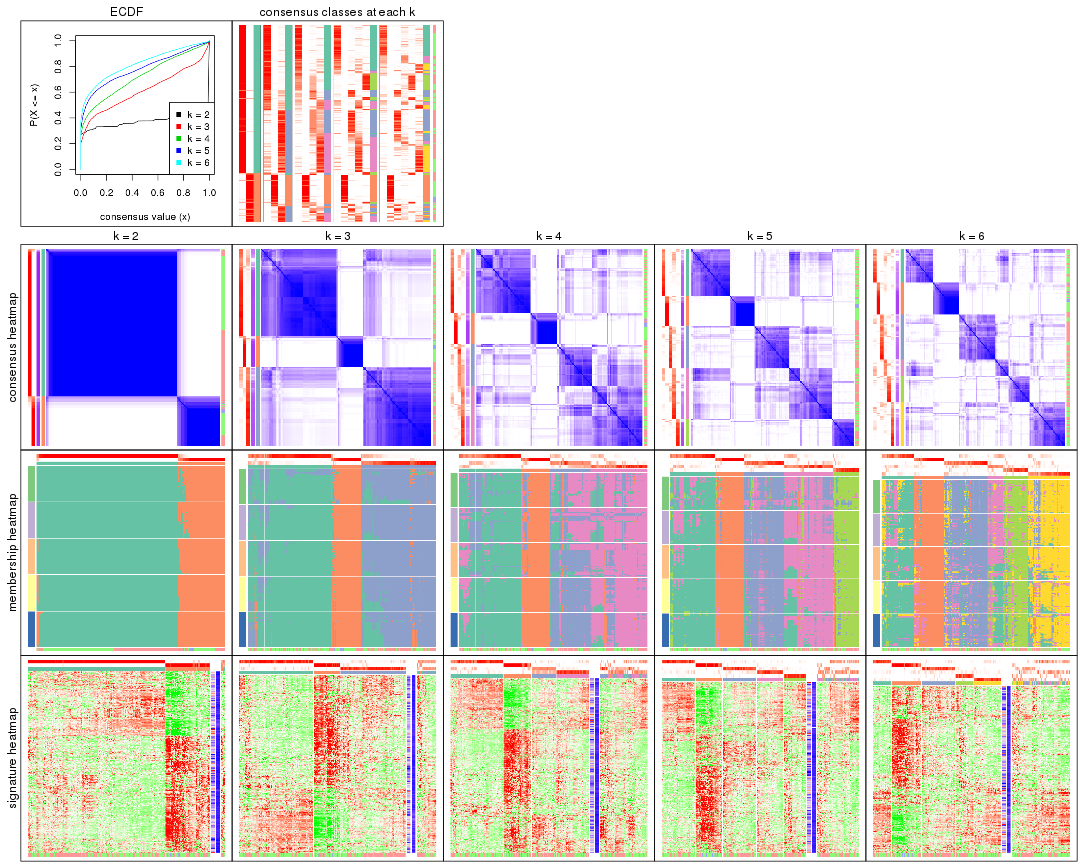 ECDF
consensus classes at each k
P(X <= x)
0.0 0.2 0.4 0.6 0.8 1.0
k = 2
k = 3
k = 4
k = 5
k = 6
0.0 0.2 0.4 0.6 0.8 1.0
consensus value (x)
k = 2
k = 3
k = 4
k = 5
k = 6
consensus heatmap
membership heatmap
signature heatmap